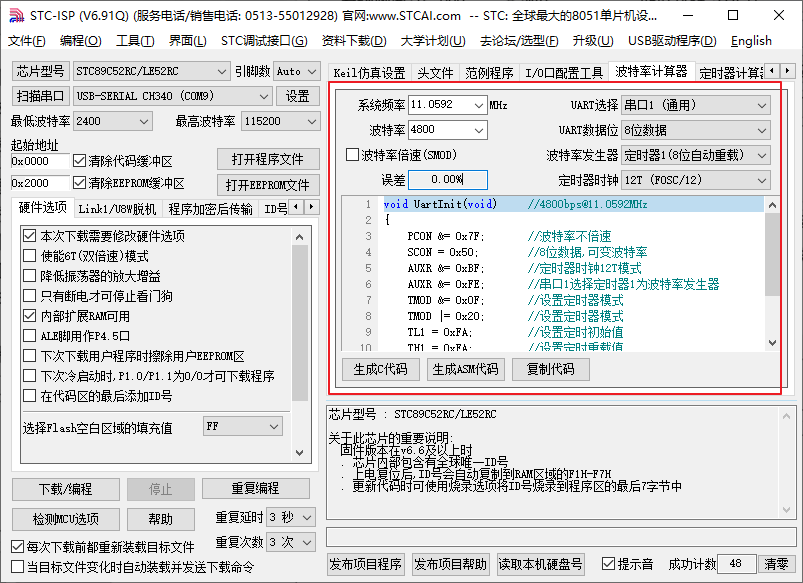 STC-ISP (V6.91Q) (服务电话/销售电话: 0513-55012928) 官网:www.STCAI.com  -- STC: 全球最大的8051单片机设...
文件(F) 编程(O) 工具(T) 界面(L) STC调试接口(G) 资料下载(D) 大学计划(U) 去论坛/选型(F) 升级(U) USB驱动程序(D) English
芯片型号 STC89C52RC/LE52RC 引脚数 Auto
扫描串口 USB-SERIAL CH340 (COM9) 设置
最低波特率 2400 最高波特率 115200
起始地址
0x0000 清除代码缓冲区 打开程序文件
0x2000 清除EEPROM缓冲区 打开EEPROM文件
硬件选项 Link1/U8W脱机 程序加密后传输 ID号
本次下载需要修改硬件选项
使能6T(双倍速)模式
降低振荡器的放大增益
只有断电才可停止看门狗
内部扩展RAM可用
ALE脚用作P4.5口
下次下载用户程序时擦除用户EEPROM区
下次冷启动时,P1.0/P1.1为0/0才可下载程序
在代码区的最后添加ID号
选择Flash空白区域的填充值 FF
下载/编程 停止 重复编程
检测MCU选项 帮助 重复延时 3 秒
重复次数 3 次
每次下载前都重新装载目标文件
当目标文件变化时自动装载并发送下载命令
Keil仿真设置 头文件 范例程序 I/O口配置工具 波特率计算器 定时器计算
系统频率 11.0592 MHz UART选择 串口1 (通用)
波特率 4800 UART数据位 8位数据
波特率倍速(SMOD) 波特率发生器 定时器1(8位自动重载)
误差 0.00% 定时器时钟 12T (FOSC/12)
1 void UartInit(void) //4800bps@11.0592MHz
2 {
3 PCON &= 0x7F; //波特率不倍速
4 SCON = 0x50; //8位数据,可变波特率
5 AUXR &= 0xBF; //定时器时钟12T模式
6 AUXR &= 0xFE; //串口1选择定时器1为波特率发生器
7 TMOD &= 0x0F; //设置定时器模式
8 TMOD |= 0x20; //设置定时器模式
9 TL1 = 0xFA; //设置定时初始值
10 TH1 = 0xFA; //设置定时重载值
生成C代码 生成ASM代码 复制代码
芯片型号 : STC89C52RC/LE52RC
关于此芯片的重要说明:
固件版本在v6.6及以上时
. 芯片内部包含有全球唯一ID号
. 上电复位后,ID号会自动复制到RAM区域的F1H-F7H
. 更新代码时可使用烧录选项将ID号烧录到程序区的最后7字节中
发布项目程序 发布项目帮助 读取本机硬盘号 提示音 成功计数 48 清零